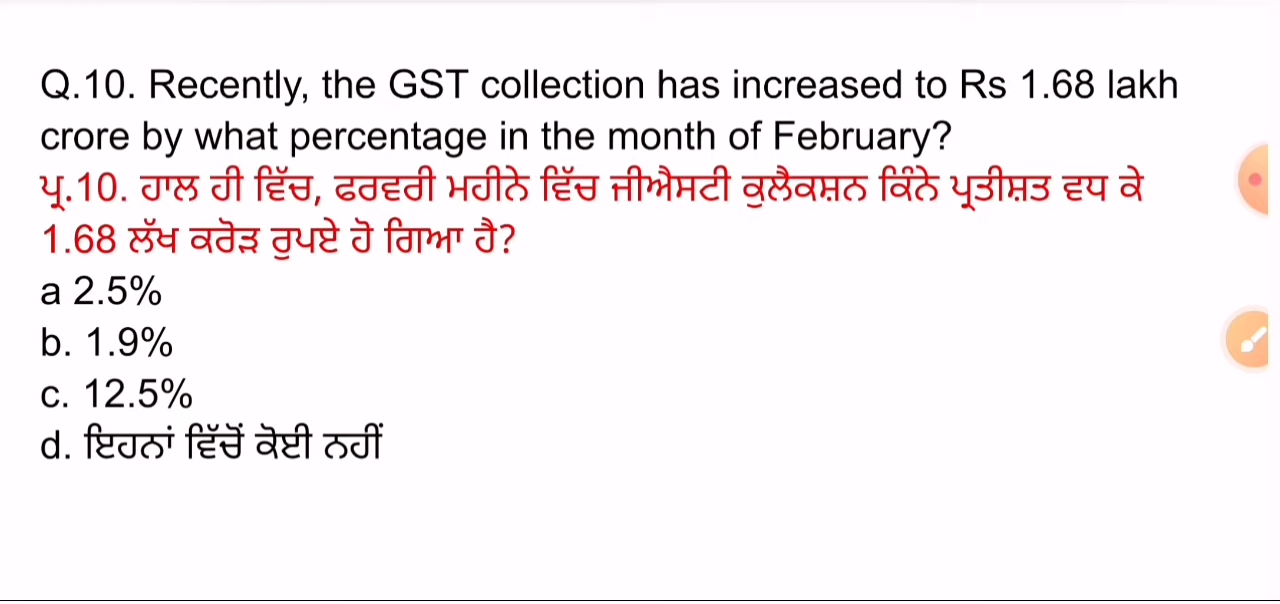 Q.10. Recently, the GST collection has increased to Rs 1.68 lakh
crore by what percentage in the month of February?
ਪ੍ਰ.10. ਹਾਲ ਹੀ ਵਿੱਚ, ਫਰਵਰੀ ਮਹੀਨੇ ਵਿੱਚ ਜੀਐਸਟੀ ਕੁਲੈਕਸ਼ਨ ਕਿੰਨੇ ਪ੍ਰਤੀਸ਼ਤ ਵਧ ਕੇ
1.68 ਲੱਖ ਕਰੋੜ ਰੁਪਏ ਹੋ ਗਿਆ ਹੈ?
a 2.5%
b. 1.9%
c. 12.5%
d. ਇਹਨਾਂ ਵਿੱਚੋਂ ਕੋਈ ਨਹੀਂ